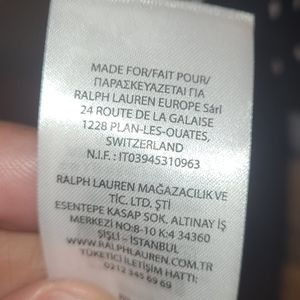 MADE FOR/FAIT POUR/
ΠΑΡΑΣΚΕΥΑΖΕΤΑΙ ΓΙΑ
RALPH LAUREN EUROPE Sárl
24 ROUTE DE LA GALAISE
1228 PLAN-LES-OUATES,
SWITZERLAND
N.I.F.: IT03945310963
RALPH LAUREN MAĞAZACILIK VE
TİC. LTD. ŞTİ
ESENTEPE KASAP SOK. ALTINAY İŞ
MERKEZİ NO:8-10 K:4 34360
ŞİŞLİ - İSTANBUL
WWW.RALPHLAUREN.COM.TR
TÜKETİCİ İLETİŞİM HATTI:
0212 345 69 69